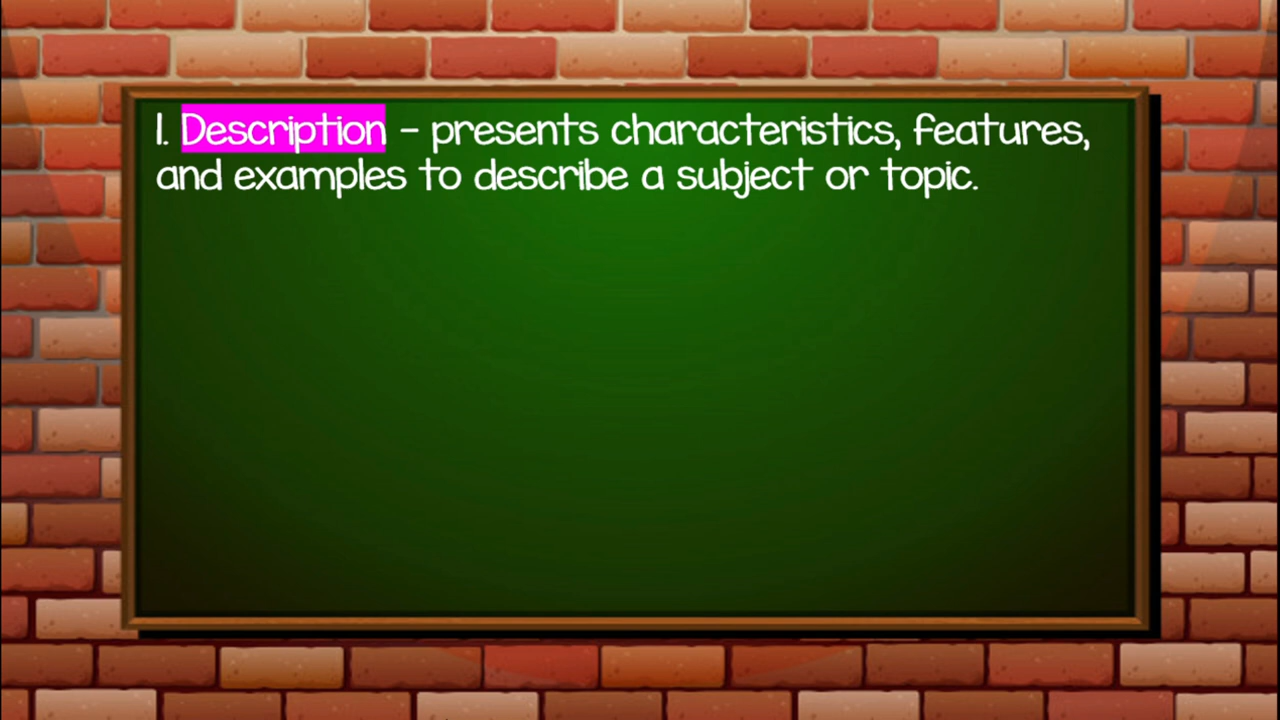 1. Description - presents characteristics, features,
and examples to describe a subject or topic.